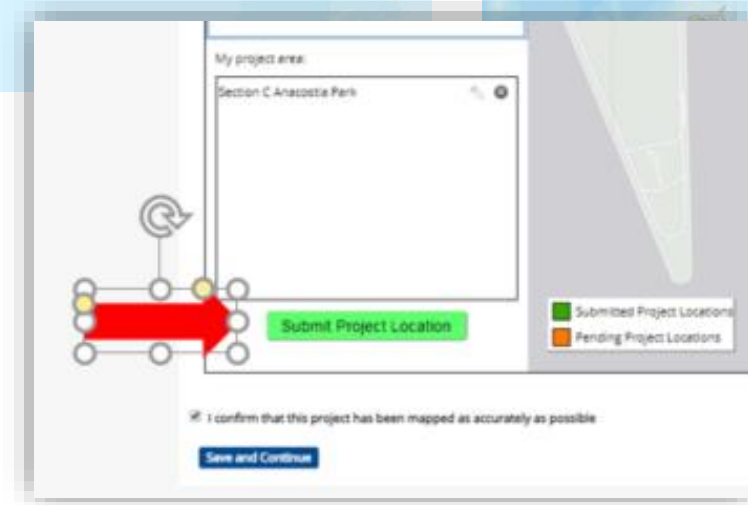 My project area:
Section C Anacostia Park
Submit Project Location
Submitted Project Locations
Pending Project Locations
I confirm that this project has been mapped as accurately as possible
Save and Continue